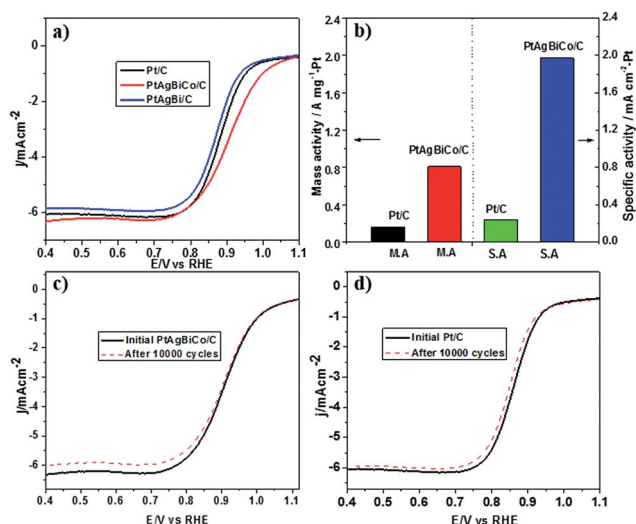 a)
Pt/C
PtAgBiCo/C
PtAgBi/C
0
-2
-4
-6
J/mAcm-2
0.4 0.5 0.6 0.7 0.8 0.9 1.0 1.1
E/V vs RHE
b)
Mass activity / A mg-1-Pt
2.4
2.0
1.6
1.2
0.8
0.4
0.0
PtAgBiCo/C
PtAgBiCo/C
Pt/C
Pt/C
M.A M.A S.A S.A
2.4
2.0
1.6
1.2
0.8
0.4
0.0
Specific activity / mA cm-2-Pt
c)
Initial PtAgBiCo/C
After 10000 cycles
0
-1
-2
-3
-4
-5
-6
-7
J/mAcm-2
0.4 0.5 0.6 0.7 0.8 0.9 1.0 1.1
E/V vs RHE
d)
Initial Pt/C
After 10000 cycles
0
-1
-2
-3
-4
-5
-6
-7
j/mAcm-2
0.4 0.5 0.6 0.7 0.8 0.9 1.0 1.1
E/V vs RHE